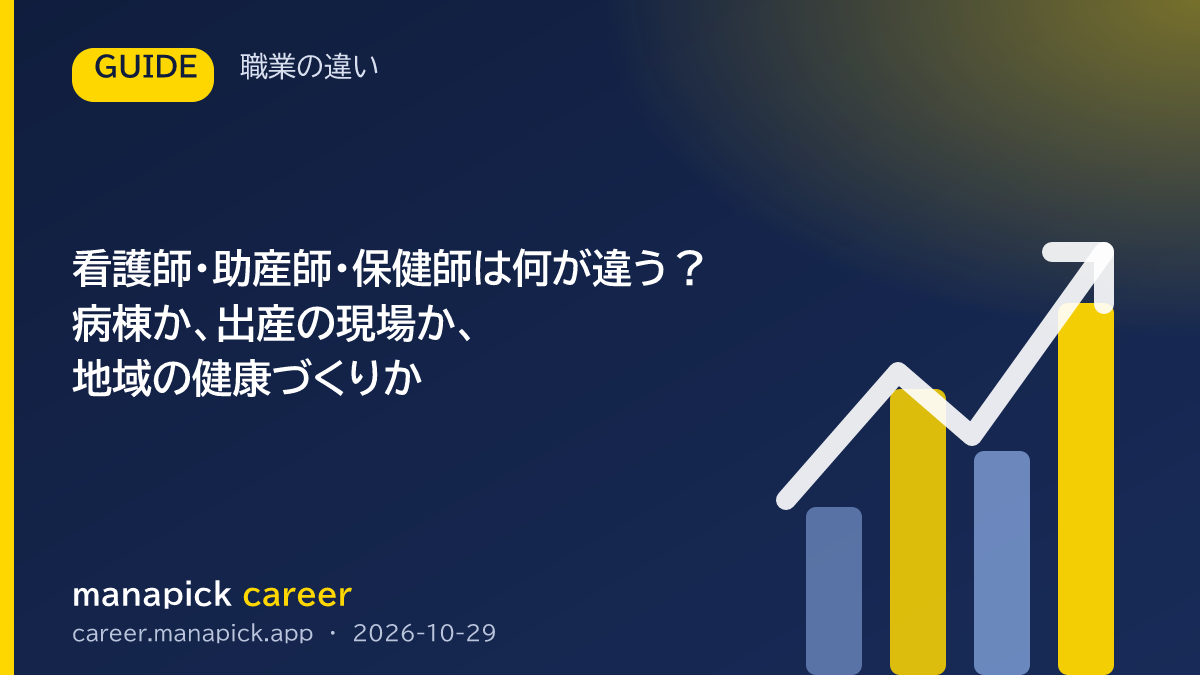 GUIDE 職業の違い
看護師・助産師・保健師は何が違う？
病棟か、出産の現場か、
地域の健康づくりか
manapick career
career.manapick.app ・ 2026-10-29